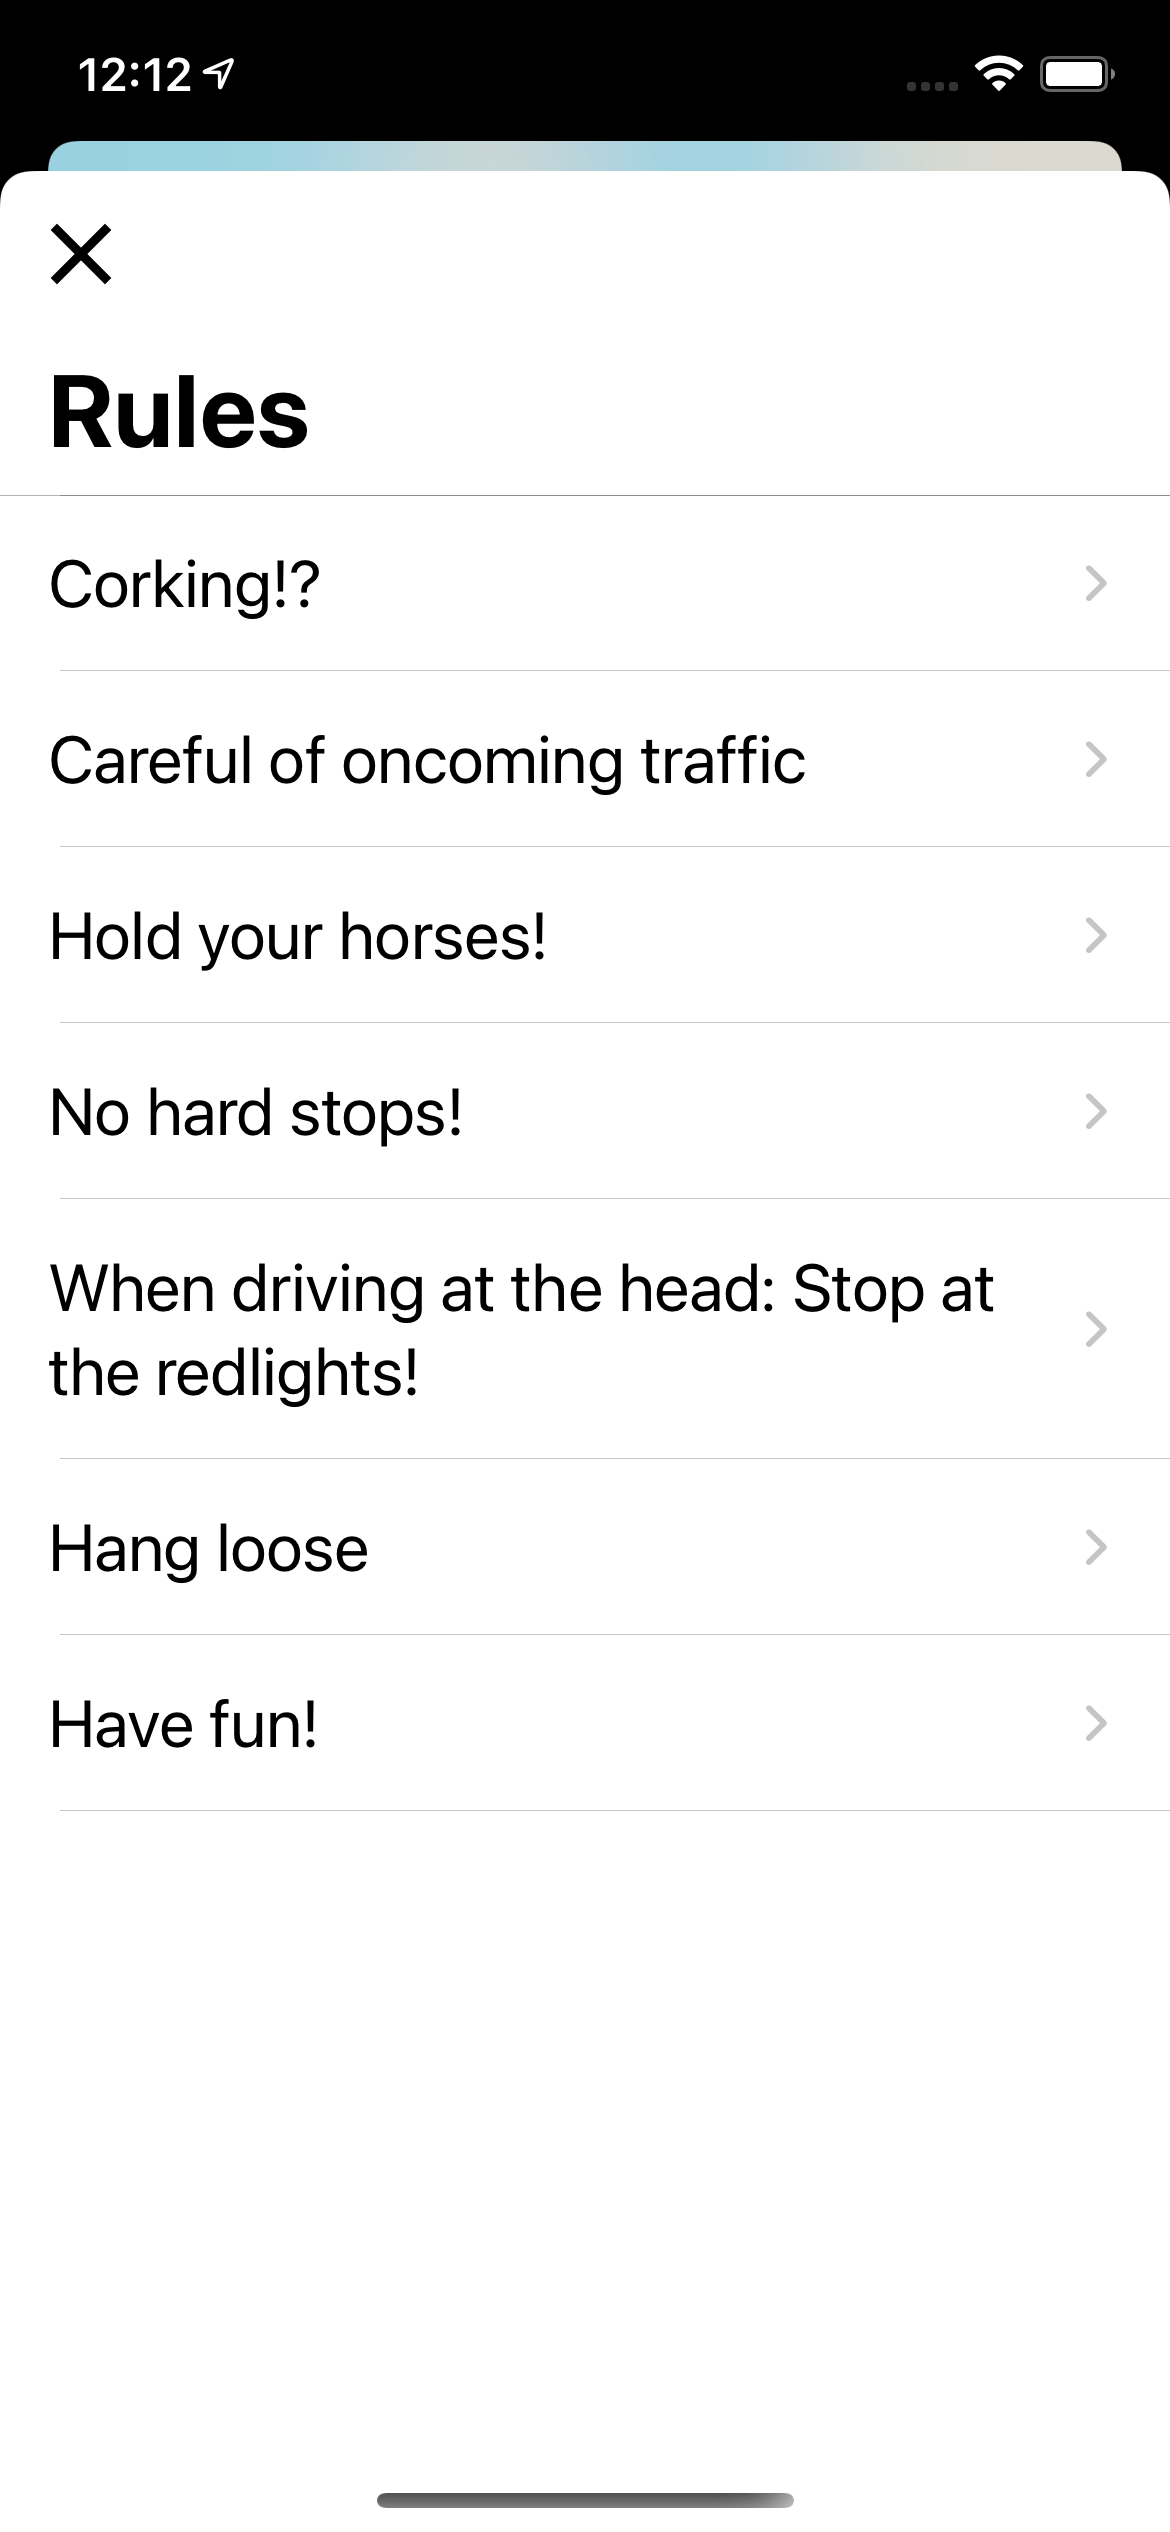 12:12
Rules
Corking!?
Careful of oncoming traffic
Hold your horses!
No hard stops!
When driving at the head: Stop at
the redlights!
Hang loose
Have fun!